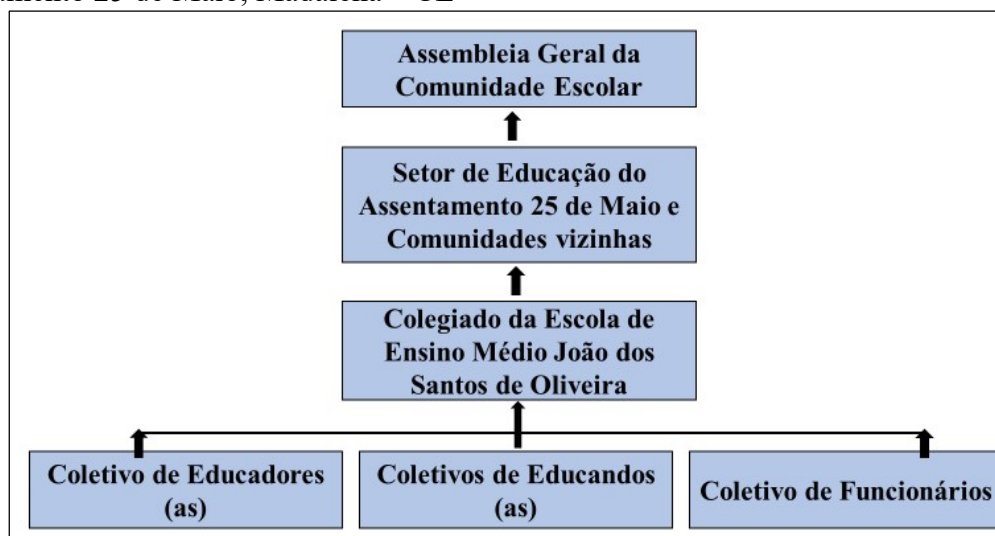 Assembleia Geral da
Comunidade Escolar
Setor de Educação do
Assentamento 25 de Maio e
Comunidades vizinhas
Colegiado da Escola de
Ensino Médio João dos
Santos de Oliveira
Coletivo de Educadores
(as)
Coletivos de Educandos
(as)
Coletivo de Funcionários